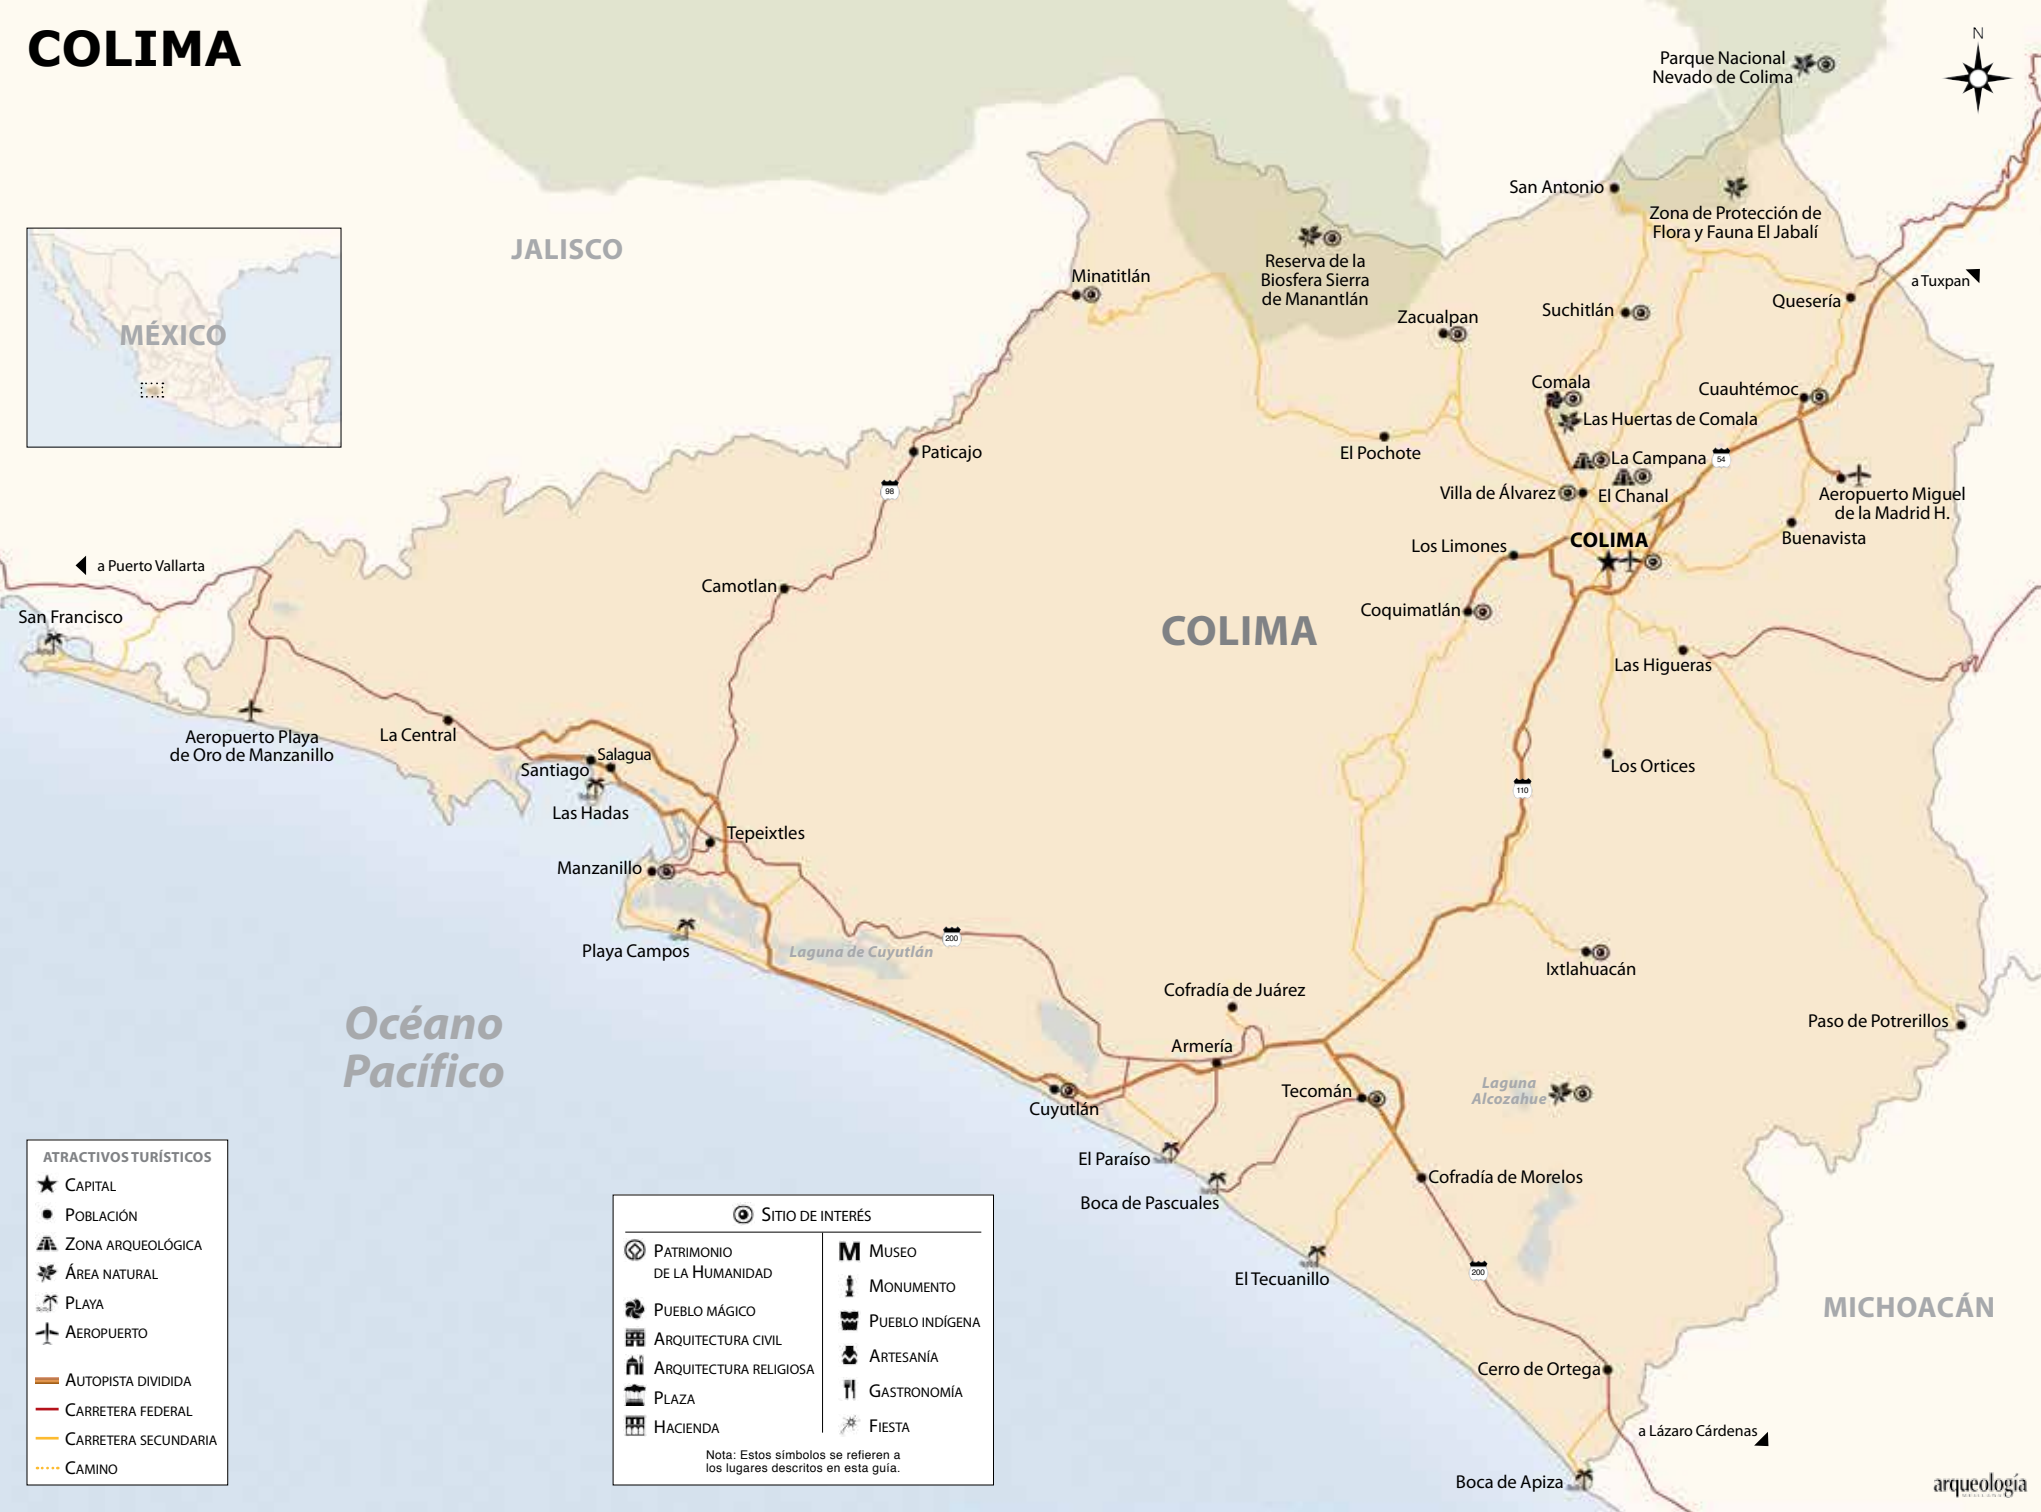 COLIMA
N
Parque Nacional
Nevado de Colima
San Antonio
Zona de Protección de
Flora y Fauna El Jabalí
JALISCO
Reserva de la
Biosfera Sierra
de Manantlán
Minatitlán
a Tuxpan
Quesería
Suchitlán
Zacualpan
MÉXICO
Comala
Cuauhtémoc
Las Huertas de Comala
El Pochote
Paticajo
La Campana
54
98
Villa de Álvarez
El Chanal
Aeropuerto Miguel
de la Madrid H.
Buenavista
COLIMA
Los Limones
a Puerto Vallarta
Camotlan
San Francisco
Coquimatlán
COLIMA
Las Higueras
Aeropuerto Playa
de Oro de Manzanillo
La Central
Salagua
Santiago
Los Ortices
110
Las Hadas
Tepeixtles
Manzanillo
Playa Campos
Laguna de Cuyutlán
200
Ixtlahuacán
Cofradía de Juárez
Océano
Pacífico
Paso de Potrerillos
Armería
Laguna
Alcozahue
Tecomán
Cuyutlán
El Paraíso
Cofradía de Morelos
Boca de Pascuales
El Tecuanillo
200
MICHOACÁN
Cerro de Ortega
a Lázaro Cárdenas
Boca de Apiza
ATRACTIVOS TURÍSTICOS
CAPITAL
POBLACIÓN
ZONA ARQUEOLÓGICA
ÁREA NATURAL
PLAYA
AEROPUERTO
AUTOPISTA DIVIDIDA
CARRETERA FEDERAL
CARRETERA SECUNDARIA
CAMINO
SITIO DE INTERÉS
PATRIMONIO
DE LA HUMANIDAD
PUEBLO MÁGICO
ARQUITECTURA CIVIL
ARQUITECTURA RELIGIOSA
PLAZA
HACIENDA
M MUSEO
MONUMENTO
PUEBLO INDÍGENA
ARTESANÍA
GASTRONOMÍA
FIESTA
Nota: Estos símbolos se refieren a
los lugares descritos en esta guía.
arqueología